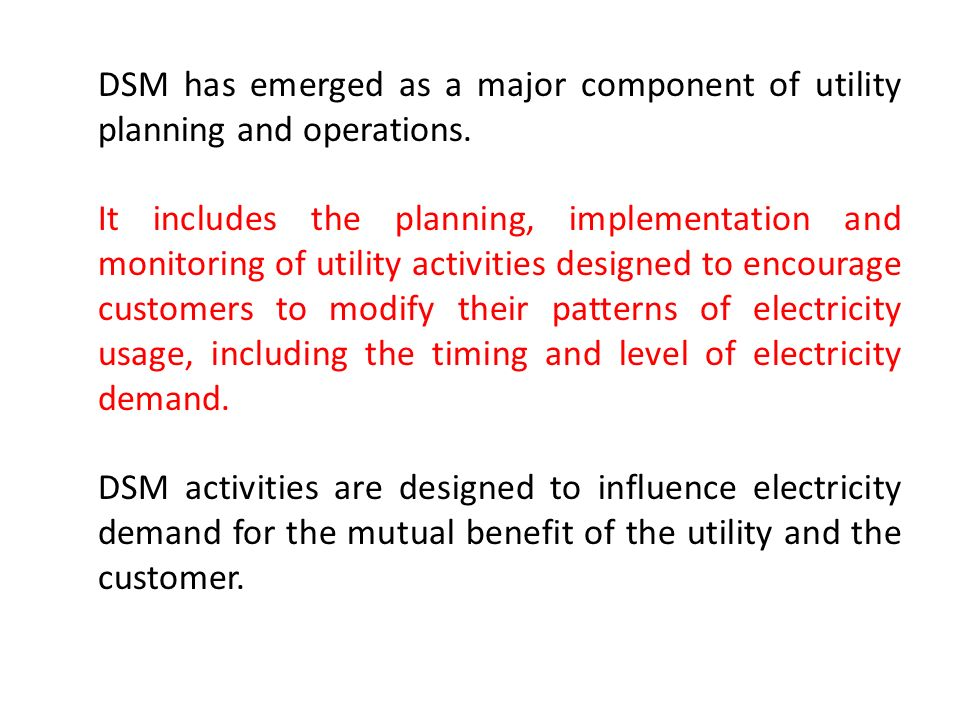 DSM has emerged as a major component of utility
planning and operations.
It includes the planning, implementation and
monitoring of utility activities designed to encourage
customers to modify their patterns of electricity
usage, including the timing and level of electricity
demand.
DSM activities are designed to influence electricity
demand for the mutual benefit of the utility and the
customer.